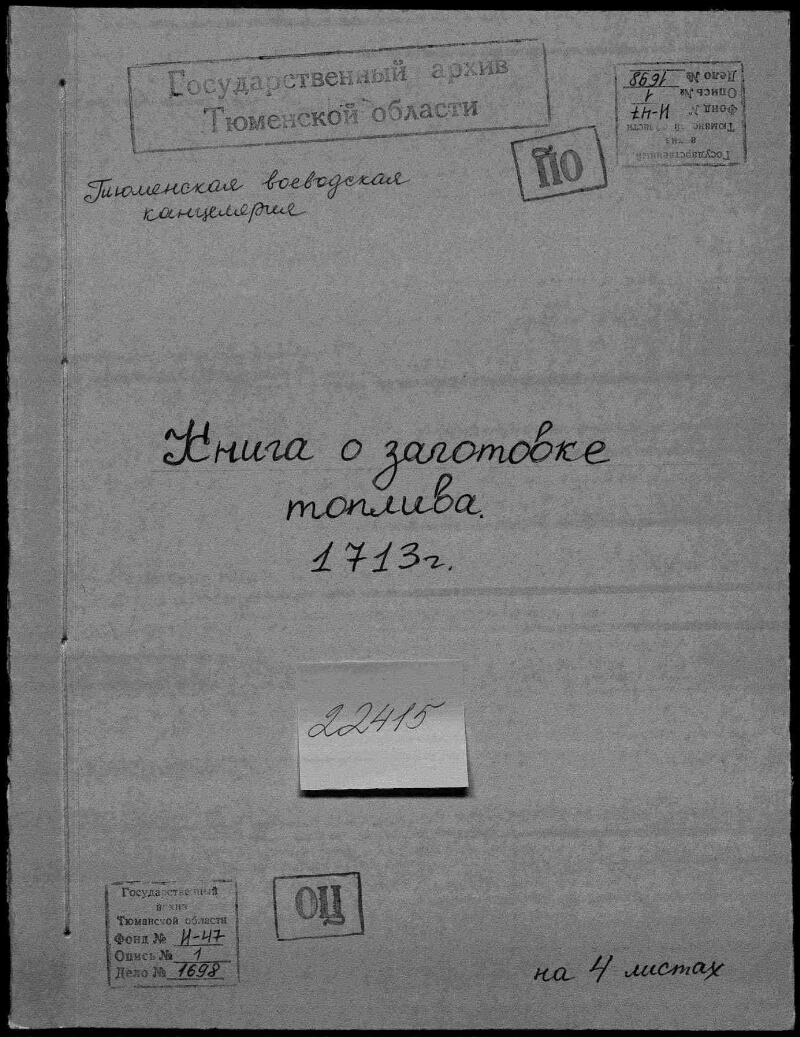 Государственный архив
Тюменской области
Дело № 1698
Опись № 1
Фонд № И-47
Тюменской области
архив
Государственный
ОЦ
Тюменская воеводская
канцелярия
Книга о заготовке
топлива.
1713г.
22415
Государственный
архив
Тюманской области
Фонд № И-47
Опись № 1
Дело № 1698
ОЦ
на 4 листах